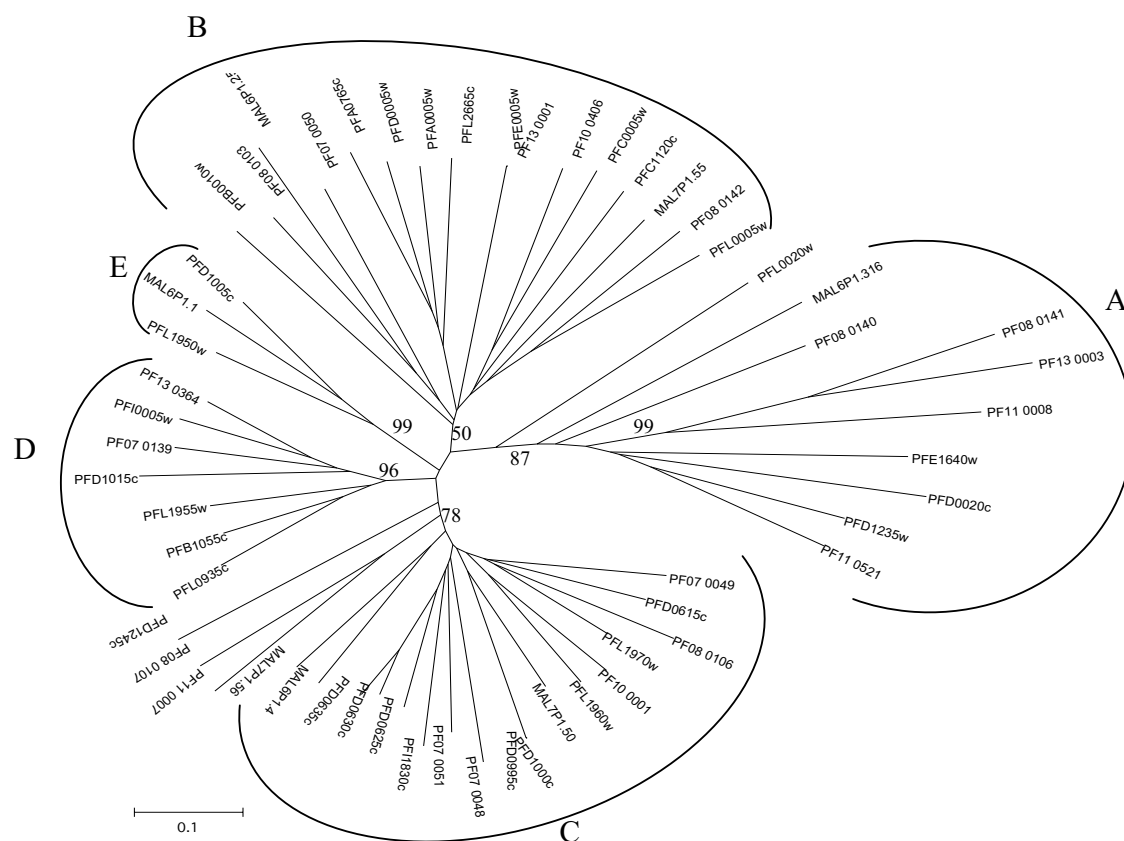 B
MAL6P1.2
PF08 0103
PFB0010w
PF07 0050
PFA0765c
PFD0005w
PFA0005w
PFL2665c
PFE0005w
PF13 0001
PF10 0406
PFC0005w
PFC1120c
MAL7P1.55
PF08 0142
PFL0005w
PFL0020w
MAL6P1.316
A
PF08 0140
PF08 0141
PF13 0003
PF11 0008
PFE1640w
PFD0020c
PFD1235w
PF11 0521
E
PFD1005c
MAL6P1.1
PFL1950w
D
PF13 0364
PFI0005w
PF07 0139
PFD1015c
PFL1955w
PFB1055c
PFL0935c
99
50
99
87
96
78
PFD1245c
PF08 0107
PF11 0007
MAL7P1.56
MAL6P1.4
PFD0635c
PFD0630c
PFD0625c
PFI1830c
PF07 0051
PF07 0048
PFD0995c
PFD1000c
MAL7P1.50
PFL1960w
PF10 0001
PFL1970w
PF08 0106
PFD0615c
PF07 0049
C
0.1